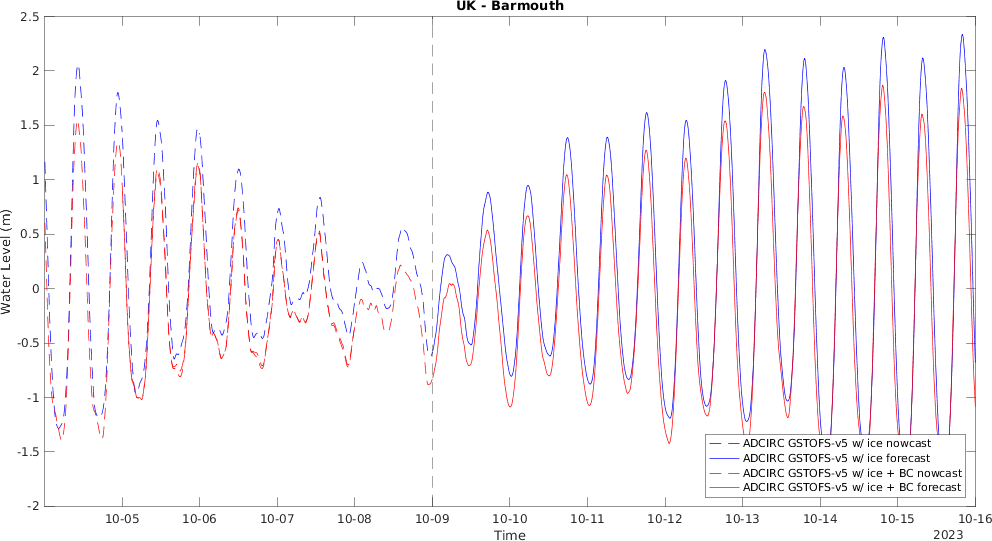 UK - Barmouth
2.5
2
1.5
1
0.5
0
-0.5
-1
-1.5
-2
Water Level (m)
ADCIRC GSTOFS-v5 w/ ice nowcast
ADCIRC GSTOFS-v5 w/ ice forecast
ADCIRC GSTOFS-v5 w/ ice + BC nowcast
ADCIRC GSTOFS-v5 w/ ice + BC forecast
10-05 10-06 10-07 10-08 10-09 10-10 10-11 10-12 10-13 10-14 10-15 10-16
Time
2023